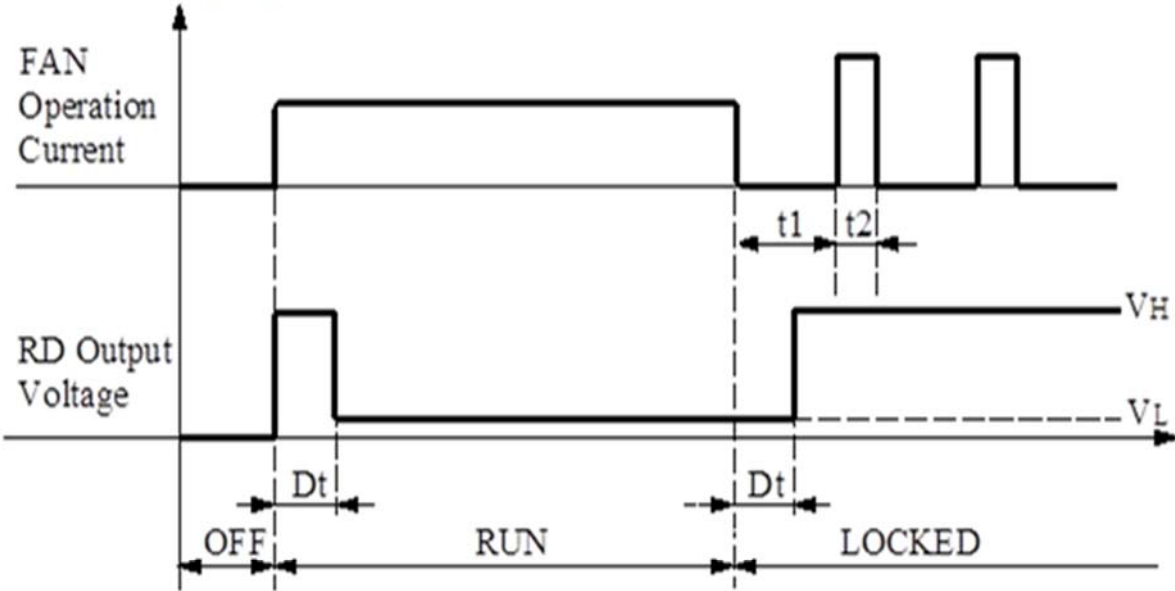 FAN
Operation
Current
t1 t2
VH
RD Output
Voltage
VL
Dt Dt
OFF RUN LOCKED